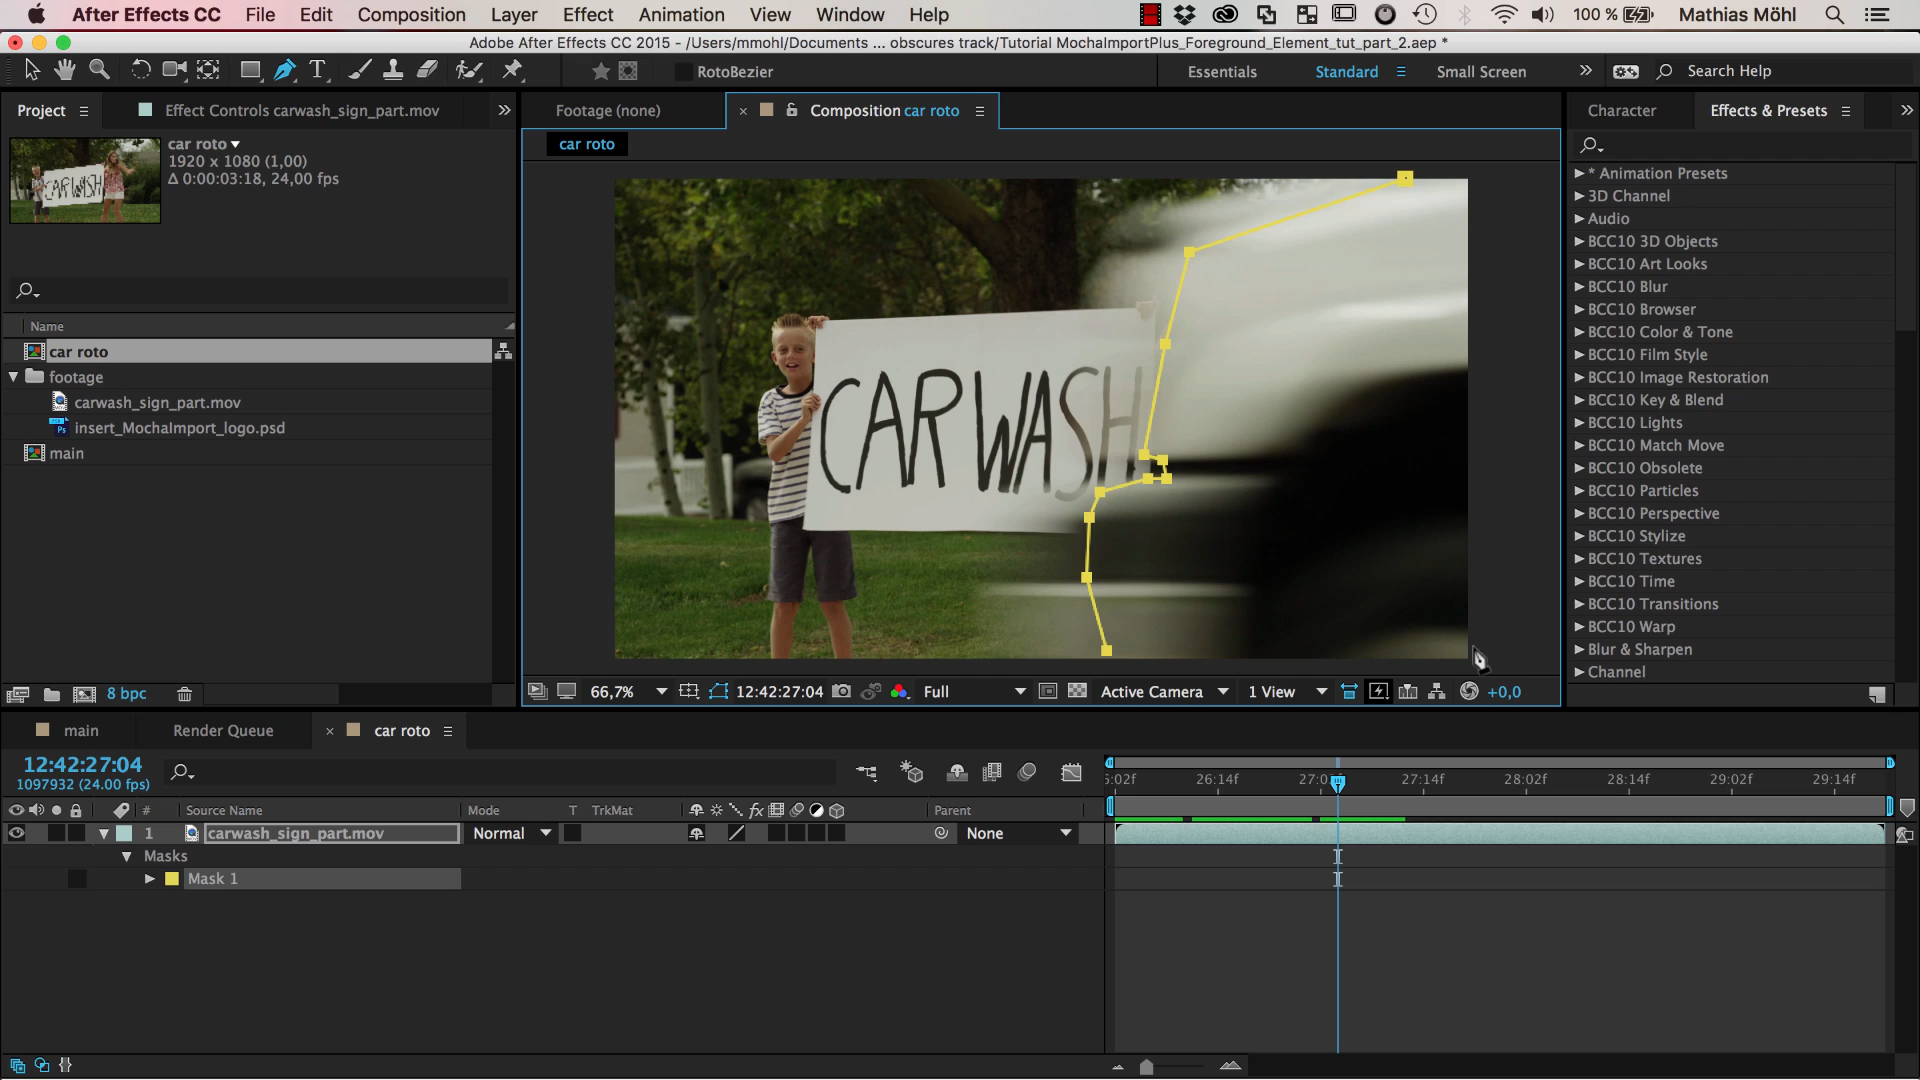 After Effects CC File Edit Composition Layer Effect Animation View Window Help 100 % Mathias Möhl
Adobe After Effects CC 2015 - /Users/mmohl/Documents ... obscures track/Tutorial MochaImportPlus_Foreground_Element_tut_part_2.aep *
RotoBezier Essentials Standard Small Screen Search Help
Project Effect Controls carwash_sign_part.mov Footage (none) Composition car roto Character Effects & Presets
car roto
1920 x 1080 (1,00)
Δ 0:00:03:18, 24,00 fps
car roto
CAR WASH
CAR WASH
Name
car roto
footage
carwash_sign_part.mov
Ps insert_MochaImport_logo.psd
main
* Animation Presets
3D Channel
Audio
BCC10 3D Objects
BCC10 Art Looks
BCC10 Blur
BCC10 Browser
BCC10 Color & Tone
BCC10 Film Style
BCC10 Image Restoration
BCC10 Key & Blend
BCC10 Lights
BCC10 Match Move
BCC10 Obsolete
BCC10 Particles
BCC10 Perspective
BCC10 Stylize
BCC10 Textures
BCC10 Time
BCC10 Transitions
BCC10 Warp
Blur & Sharpen
Channel
8 bpc 66,7% 12:42:27:04 Full Active Camera 1 View +0,0
main Render Queue car roto
12:42:27:04
1097932 (24.00 fps)
5:02f 26:14f 27:0 27:14f 28:02f 28:14f 29:02f 29:14f
# Source Name Mode T TrkMat fx Parent
1 carwash_sign_part.mov Normal None
Masks
Mask 1